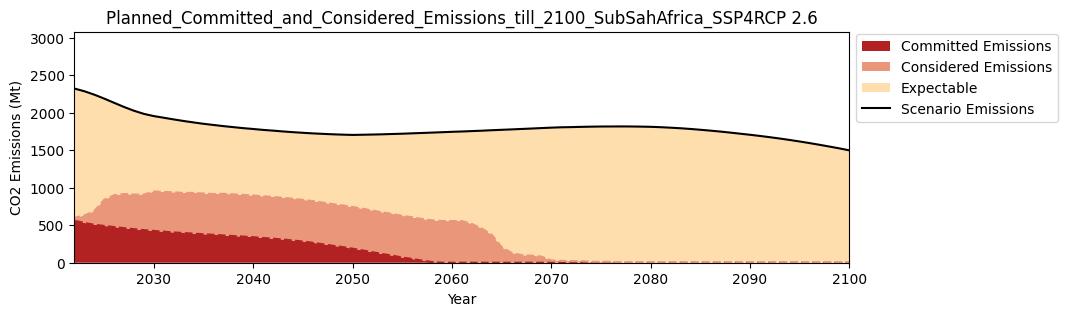 Planned_Committed_and_Considered_Emissions_till_2100_SubSahAfrica_SSP4RCP 2.6
CO2 Emissions (Mt)
3000
2500
2000
1500
1000
500
0
2030 2040 2050 2060 2070 2080 2090 2100
Year
Committed Emissions
Considered Emissions
Expectable
Scenario Emissions